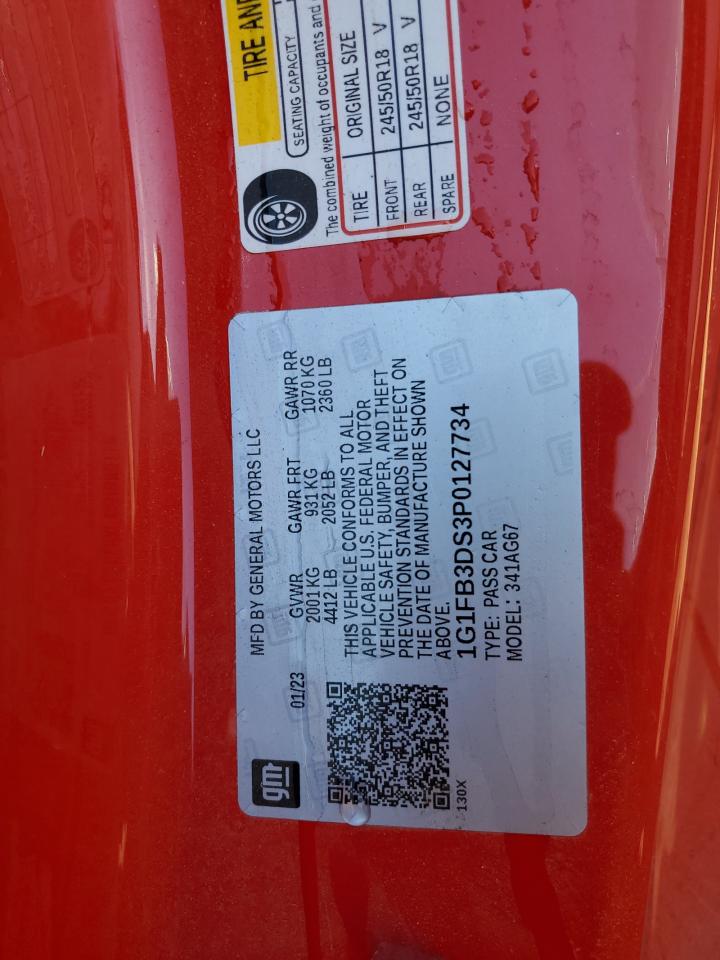 TIRE AND
SEATING CAPACITY
The combined weight of occupants and
TIRE ORIGINAL SIZE
FRONT 245/50R18 V
REAR 245/50R18 V
SPARE NONE
gm
MFD BY GENERAL MOTORS LLC
01/23 GVWR GAWR FRT GAWR RR
2001 KG 931 KG 1070 KG
4412 LB 2052 LB 2360 LB
THIS VEHICLE CONFORMS TO ALL
APPLICABLE U.S. FEDERAL MOTOR
VEHICLE SAFETY, BUMPER, AND THEFT
PREVENTION STANDARDS IN EFFECT ON
THE DATE OF MANUFACTURE SHOWN
ABOVE.
1G1FB3DS3P0127734
TYPE: PASS CAR
MODEL: 341AG67
130X